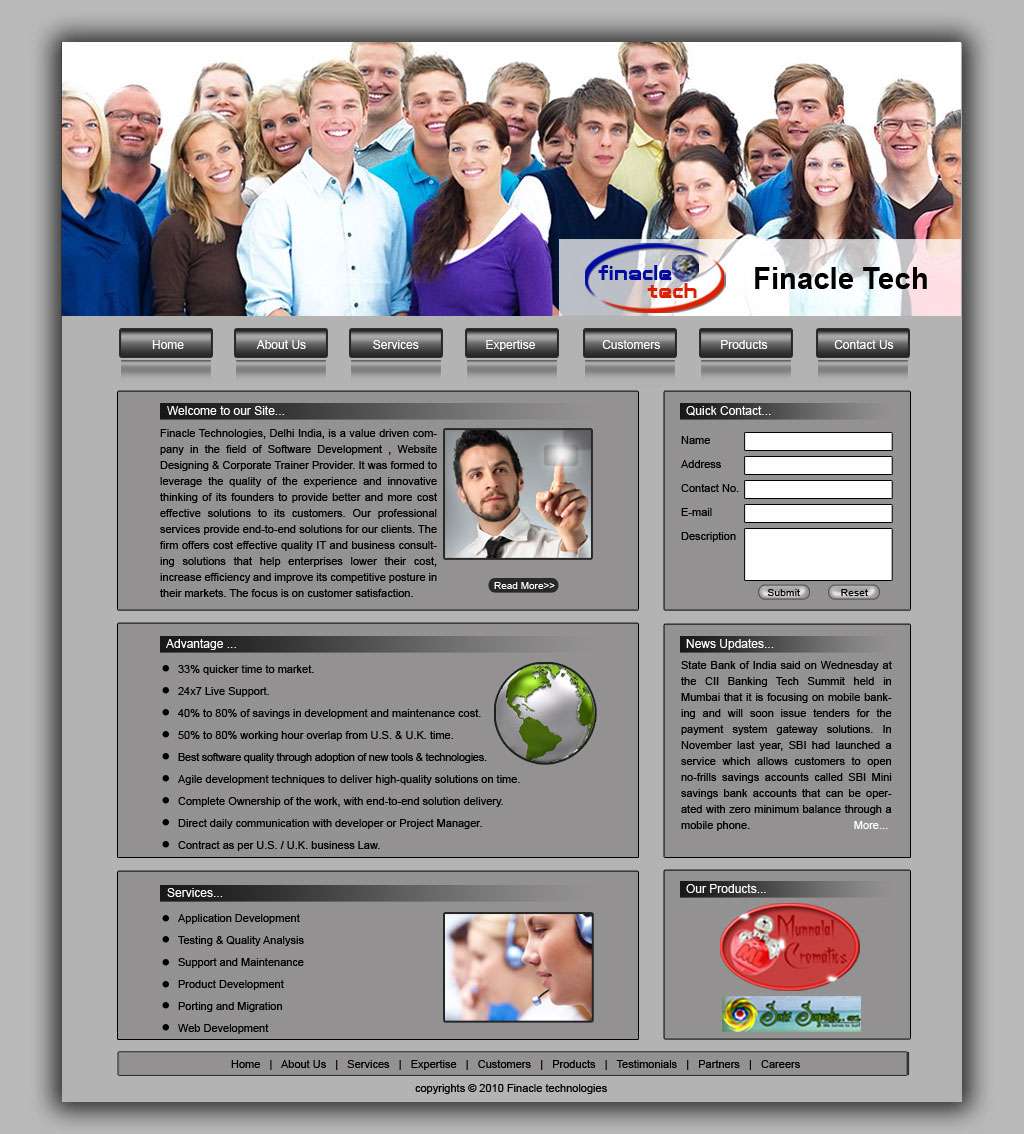 finacle
tech
Finacle Tech
Home
About Us
Services
Expertise
Customers
Products
Contact Us
Welcome to our Site...
Finacle Technologies, Delhi India, is a value driven com-
pany in the field of Software Development , Website
Designing & Corporate Trainer Provider. It was formed to
leverage the quality of the experience and innovative
thinking of its founders to provide better and more cost
effective solutions to its customers. Our professional
services provide end-to-end solutions for our clients. The
firm offers cost effective quality IT and business consult-
ing solutions that help enterprises lower their cost,
increase efficiency and improve its competitive posture in
their markets. The focus is on customer satisfaction.
Read More>>
Quick Contact...
Name
Address
Contact No.
E-mail
Description
Submit
Reset
Advantage ...
33% quicker time to market.
24x7 Live Support.
40% to 80% of savings in development and maintenance cost.
50% to 80% working hour overlap from U.S. & U.K. time.
Best software quality through adoption of new tools & technologies.
Agile development techniques to deliver high-quality solutions on time.
Complete Ownership of the work, with end-to-end solution delivery.
Direct daily communication with developer or Project Manager.
Contract as per U.S. / U.K. business Law.
News Updates...
State Bank of India said on Wednesday at
the CII Banking Tech Summit held in
Mumbai that it is focusing on mobile bank-
ing and will soon issue tenders for the
payment system gateway solutions. In
November last year, SBI had launched a
service which allows customers to open
no-frills savings accounts called SBI Mini
savings bank accounts that can be oper-
ated with zero minimum balance through a
mobile phone. More...
Services...
Application Development
Testing & Quality Analysis
Support and Maintenance
Product Development
Porting and Migration
Web Development
Our Products...
Munnalal
Cromatics
Home | About Us | Services | Expertise | Customers | Products | Testimonials | Partners | Careers
copyrights © 2010 Finacle technologies